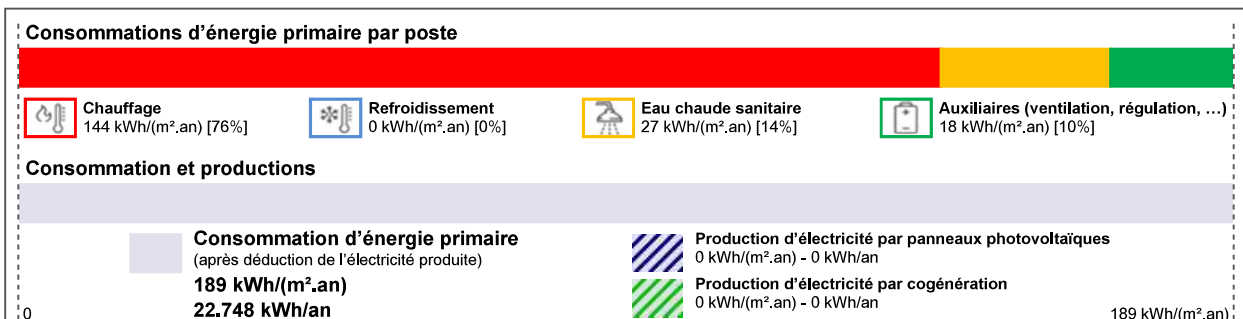 Consommations d'énergie primaire par poste
Chauffage
144 kWh/(m².an) [76%]
Refroidissement
0 kWh/(m².an) [0%]
Eau chaude sanitaire
27 kWh/(m².an) [14%]
Auxiliaires (ventilation, régulation, …)
18 kWh/(m².an) [10%]
Consommation et productions
Consommation d'énergie primaire
(après déduction de l'électricité produite)
189 kWh/(m².an)
22.748 kWh/an
Production d'électricité par panneaux photovoltaïques
0 kWh/(m².an) - 0 kWh/an
Production d'électricité par cogénération
0 kWh/(m².an) - 0 kWh/an
0
189 kWh/(m².an)